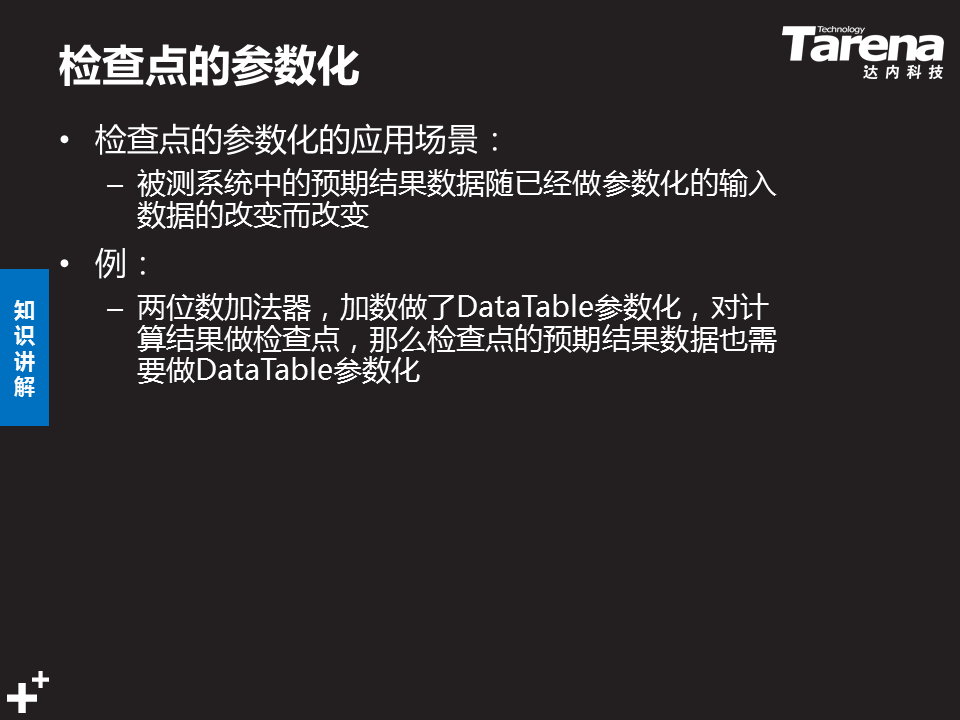 检查点的参数化
Technology
Tarena
达内科技
• 检查点的参数化的应用场景：
– 被测系统中的预期结果数据随已经做参数化的输入
数据的改变而改变
• 例：
– 两位数加法器，加数做了DataTable参数化，对计
算结果做检查点，那么检查点的预期结果数据也需
要做DataTable参数化
知
识
讲
解